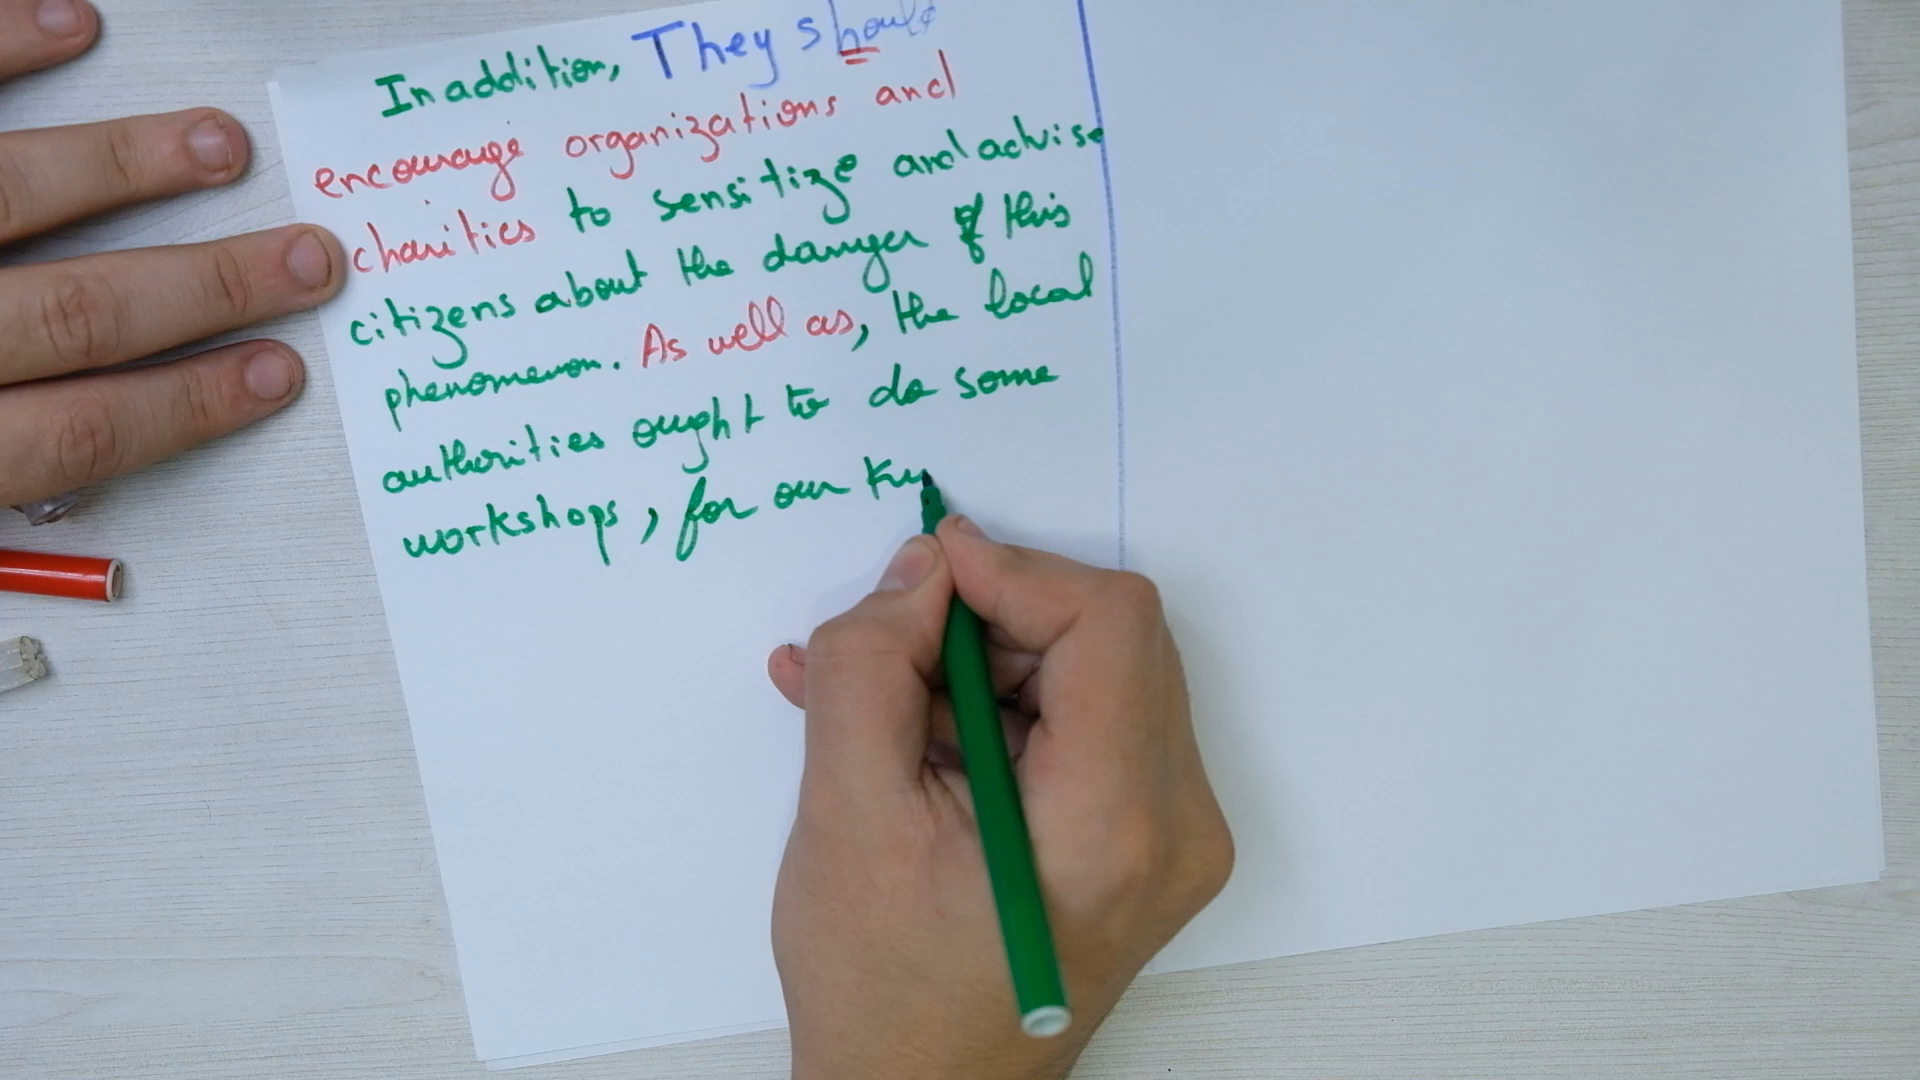 In addition, They should
encourage organizations and
charities to sensitize and advise
citizens about the danger of this
phenomenon. As well as, the local
authorities ought to do some
workshops, for our